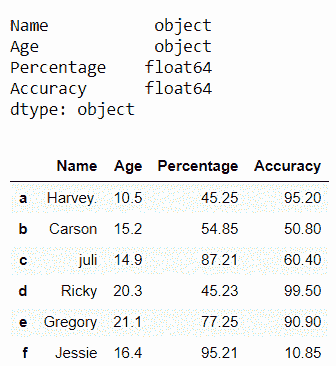 Name object
Age object
Percentage float64
Accuracy float64
dtype: object
Name Age Percentage Accuracy
a Harvey. 10.5 45.25 95.20
b Carson 15.2 54.85 50.80
c juli 14.9 87.21 60.40
d Ricky 20.3 45.23 99.50
e Gregory 21.1 77.25 90.90
f Jessie 16.4 95.21 10.85